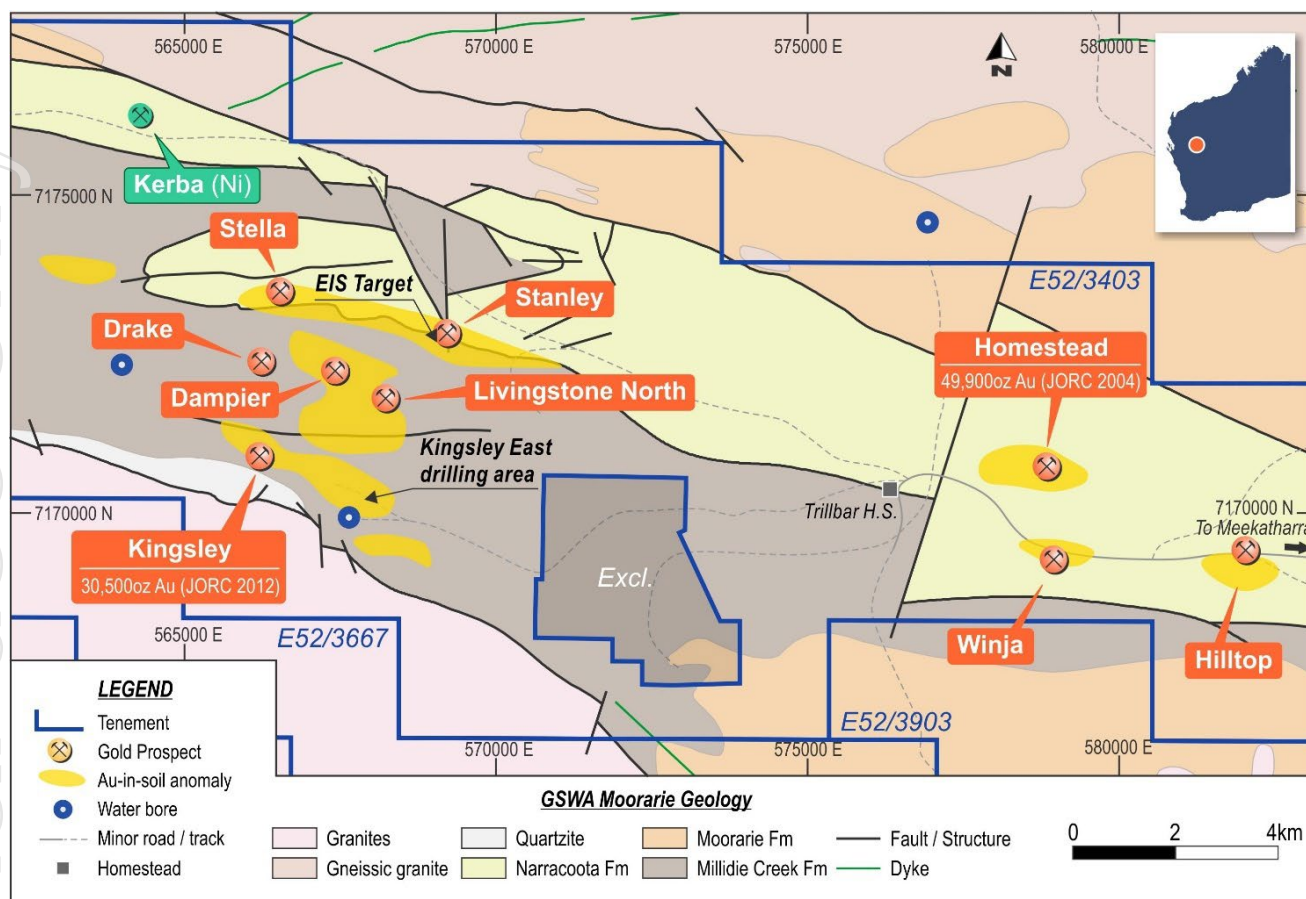 565000 E
570000 E
575000 E
580000 E
N
Kerba (Ni)
7175000 N
Stella
EIS Target
Stanley
E52/3403
Drake
Homestead
49,900oz Au (JORC 2004)
Dampier
Livingstone North
Kingsley East
drilling area
Trillbar H.S.
7170000 N
7170000 N
To Meekatharra
Kingsley
30,500oz Au (JORC 2012)
Excl.
565000 E
E52/3667
Winja
Hilltop
E52/3903
570000 E
575000 E
580000 E
LEGEND
Tenement
Gold Prospect
Au-in-soil anomaly
Water bore
Minor road / track
Homestead
GSWA Moorarie Geology
Granites
Gneissic granite
Quartzite
Narracoota Fm
Moorarie Fm
Millidie Creek Fm
Fault / Structure
Dyke
0
2
4km